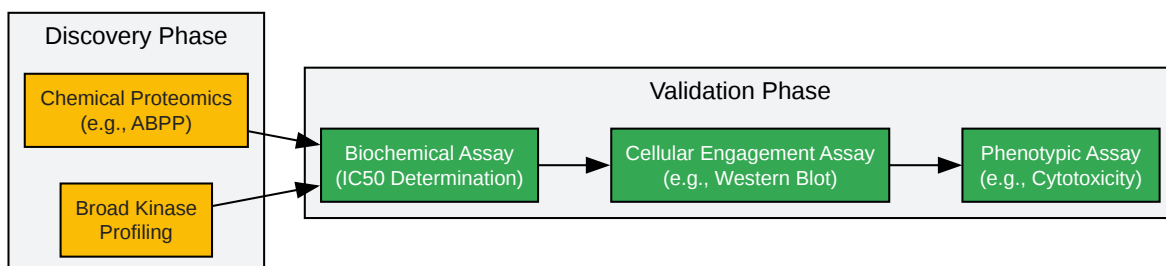 Discovery Phase
Chemical Proteomics
(e.g., ABPP)
Broad Kinase
Profiling
Validation Phase
Biochemical Assay
(IC50 Determination)
Cellular Engagement Assay
(e.g., Western Blot)
Phenotypic Assay
(e.g., Cytotoxicity)